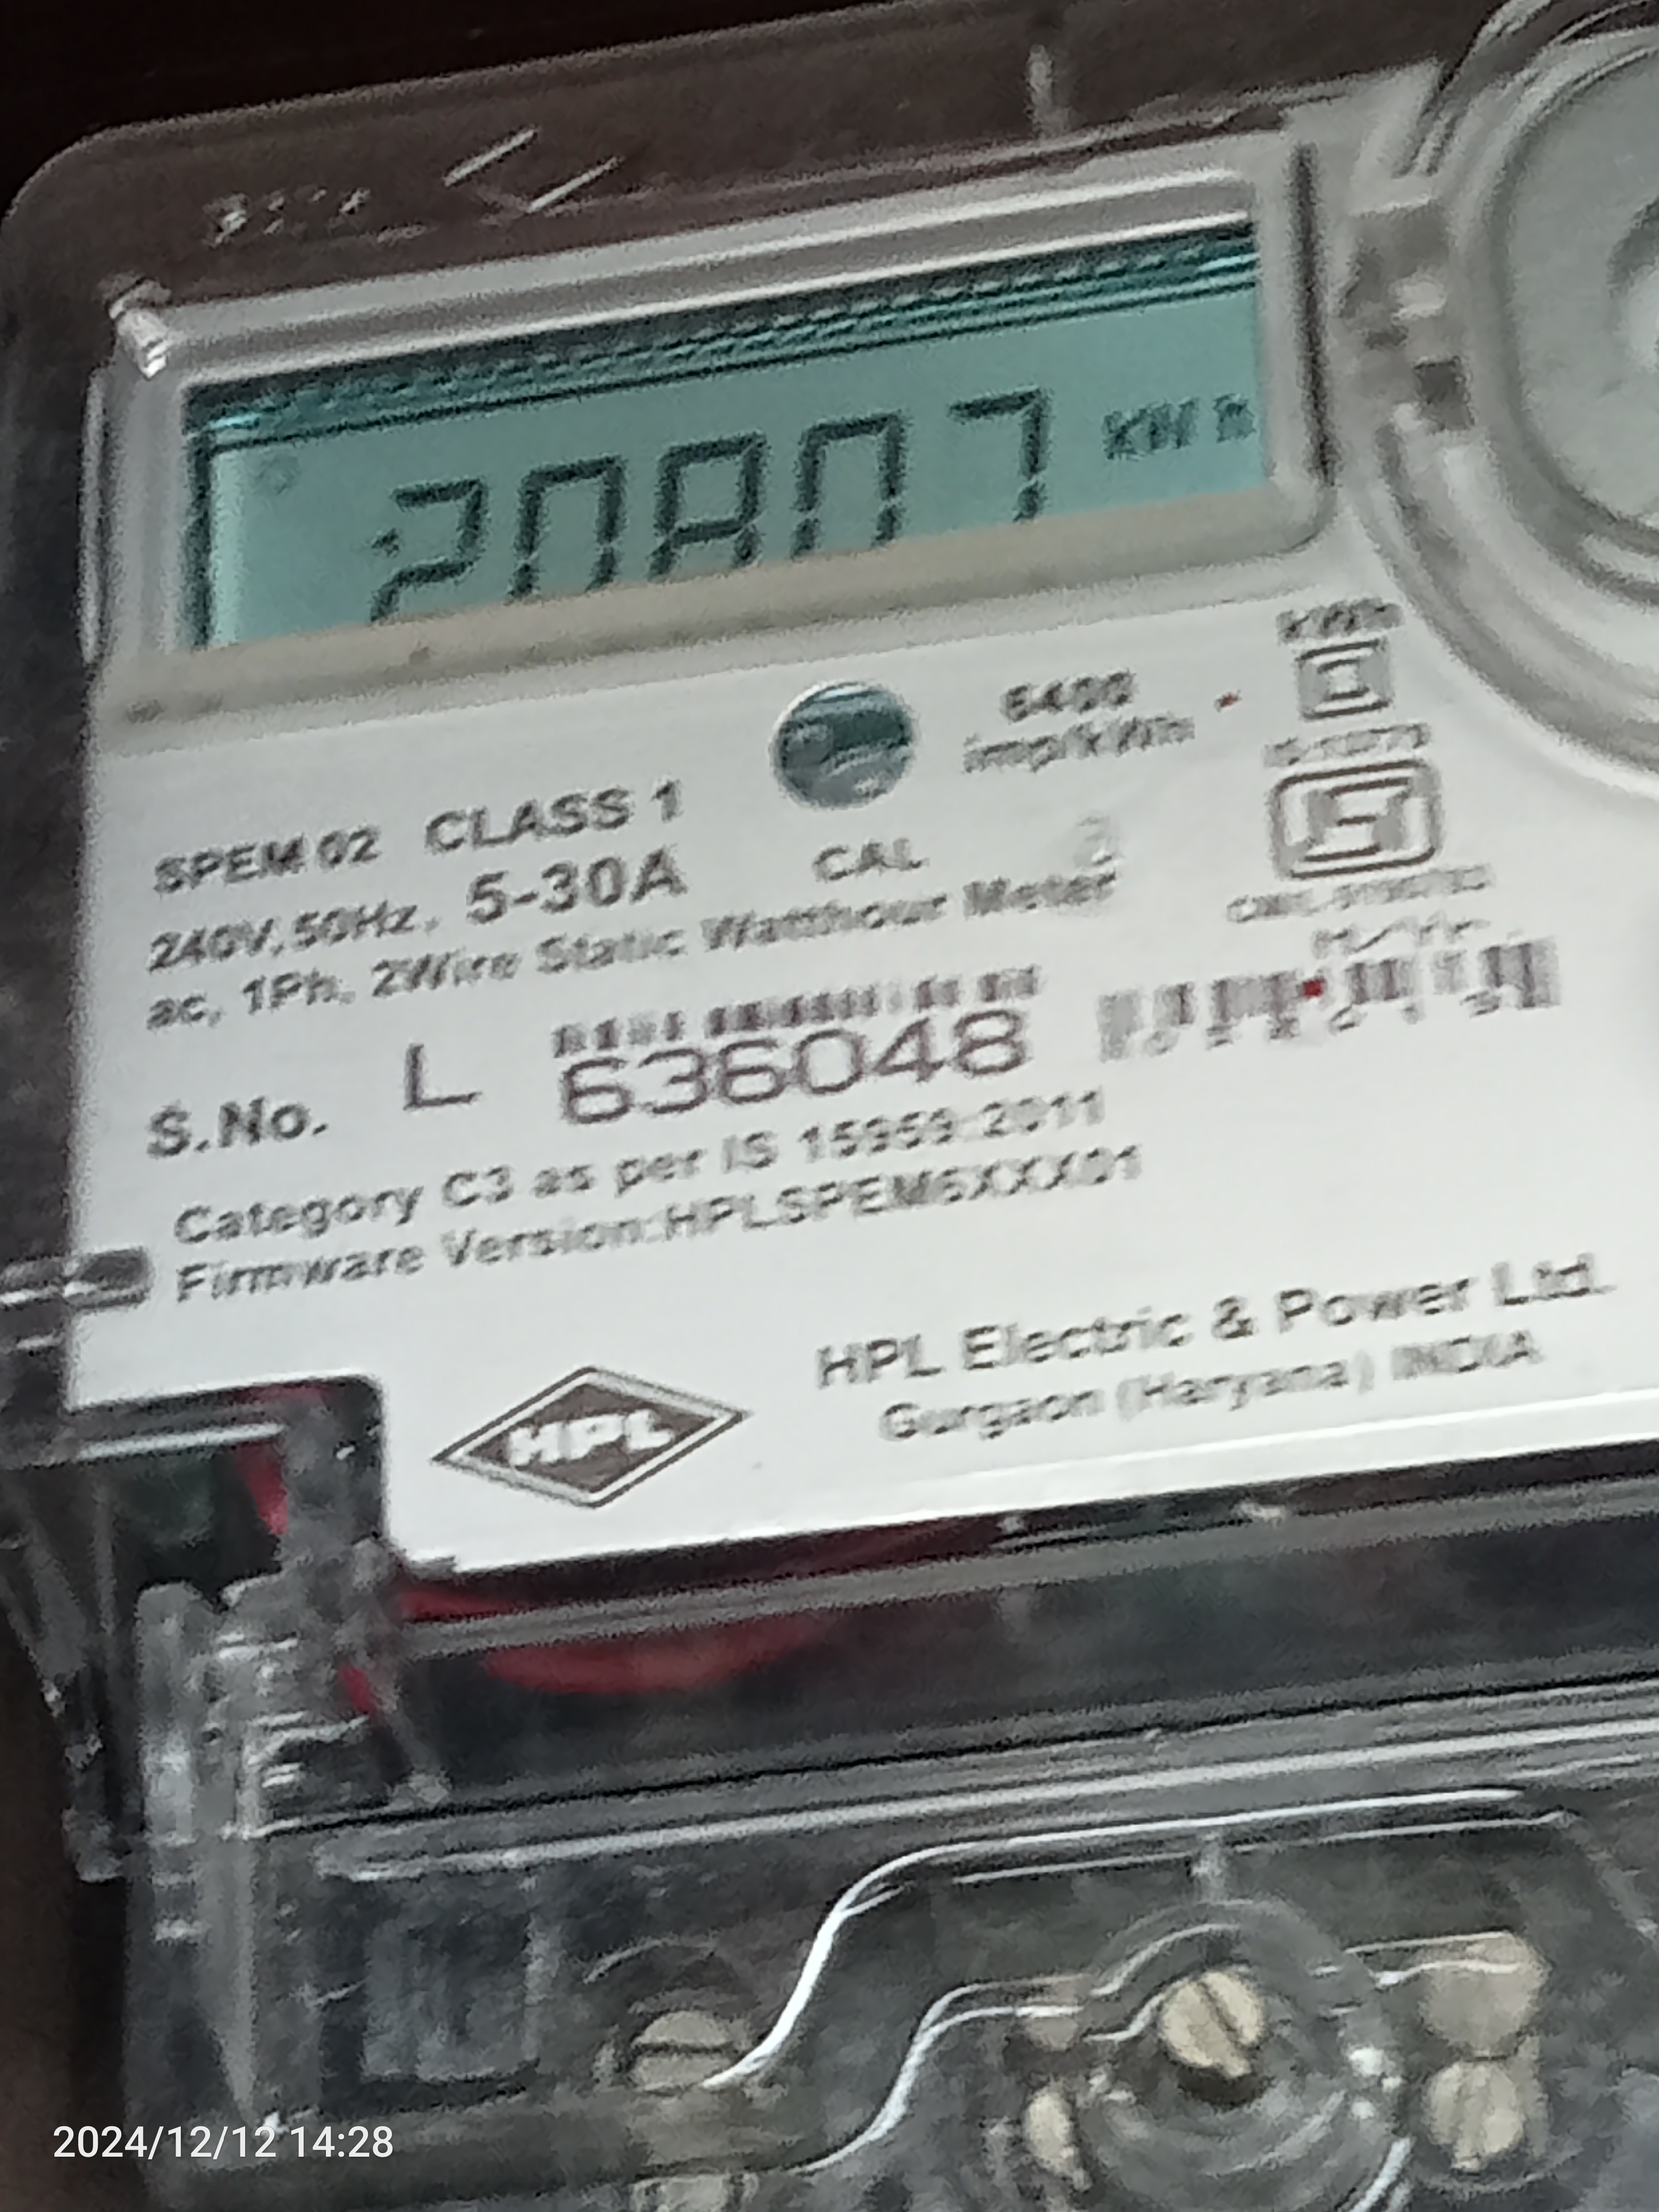 20807 KWh
6400
imp/kWh
kWh
SPEM 02 CLASS 1
CAL
240V, 50Hz, 5-30A
ac, 1Ph, 2Wire Static Watthour Meter
M/Yr.
S.No. L 636048
Category C3 as per IS 15959:2011
Firmware Version:HPLSPEM6XXX01
HPL
HPL Electric & Power Ltd.
Gurgaon (Haryana) INDIA
2024/12/12 14:28